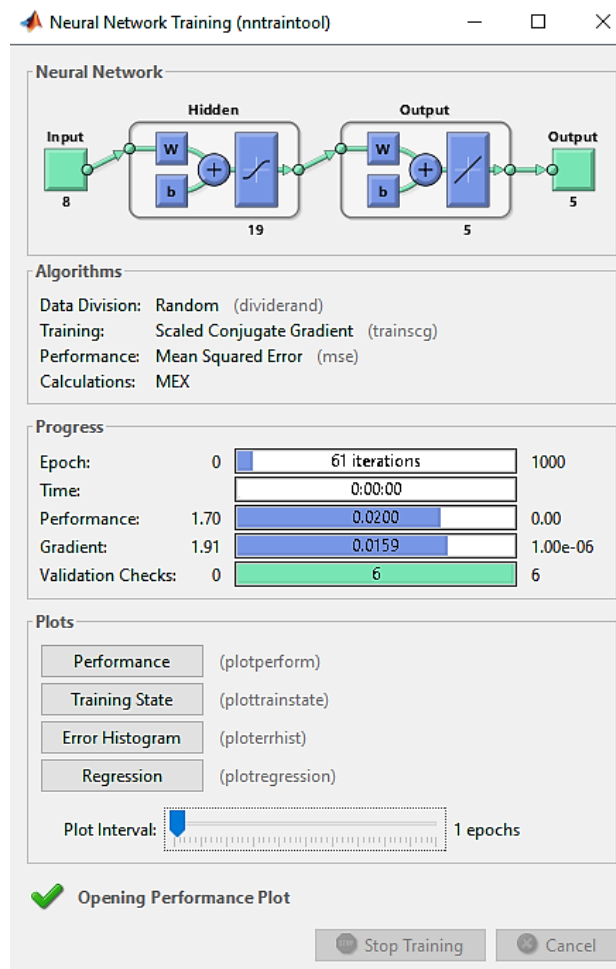 Neural Network Training (nntraintool)
Neural Network
Hidden Output
Input Output
W W
b b
8 5
19 5
Algorithms
Data Division: Random (dividerand)
Training: Scaled Conjugate Gradient (trainscg)
Performance: Mean Squared Error (mse)
Calculations: MEX
Progress
Epoch: 0 61 iterations 1000
Time: 0:00:00
Performance: 1.70 0.0200 0.00
Gradient: 1.91 0.0159 1.00e-06
Validation Checks: 0 6 6
Plots
Performance (plotperform)
Training State (plottrainstate)
Error Histogram (ploterrhist)
Regression (plotregression)
Plot Interval: 1 epochs
Opening Performance Plot
Stop Training Cancel